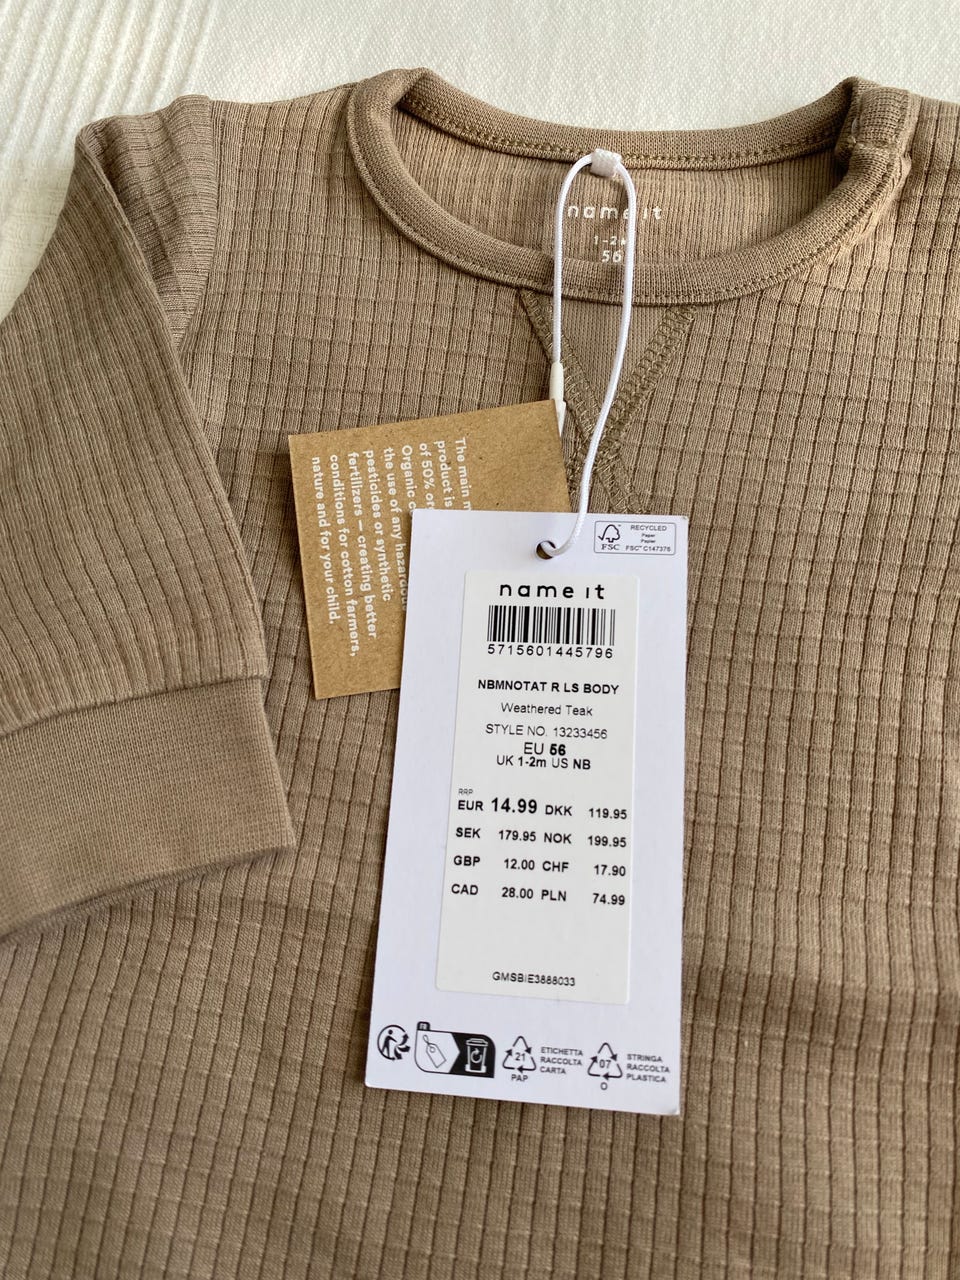 name it
1-2m
56
The main
product is
of 50%
Organic
the use of any hazardous
pesticides or synthetic
fertilizers – creating better
conditions for cotton farmers,
nature and for your child.
RECYCLED
Paper
Papier
FSC™ C147376
FSC
name it
5715601445796
NBMNOTAT R LS BODY
Weathered Teak
STYLE NO. 13233456
EU 56
UK 1-2m US NB
RRP
EUR 14.99 DKK 119.95
SEK 179.95 NOK 199.95
GBP 12.00 CHF 17.90
CAD 28.00 PLN 74.99
GMSBIE3888033
FR
21
PAP
ETICHETTA
RACCOLTA
CARTA
07
O
STRINGA
RACCOLTA
PLASTICA